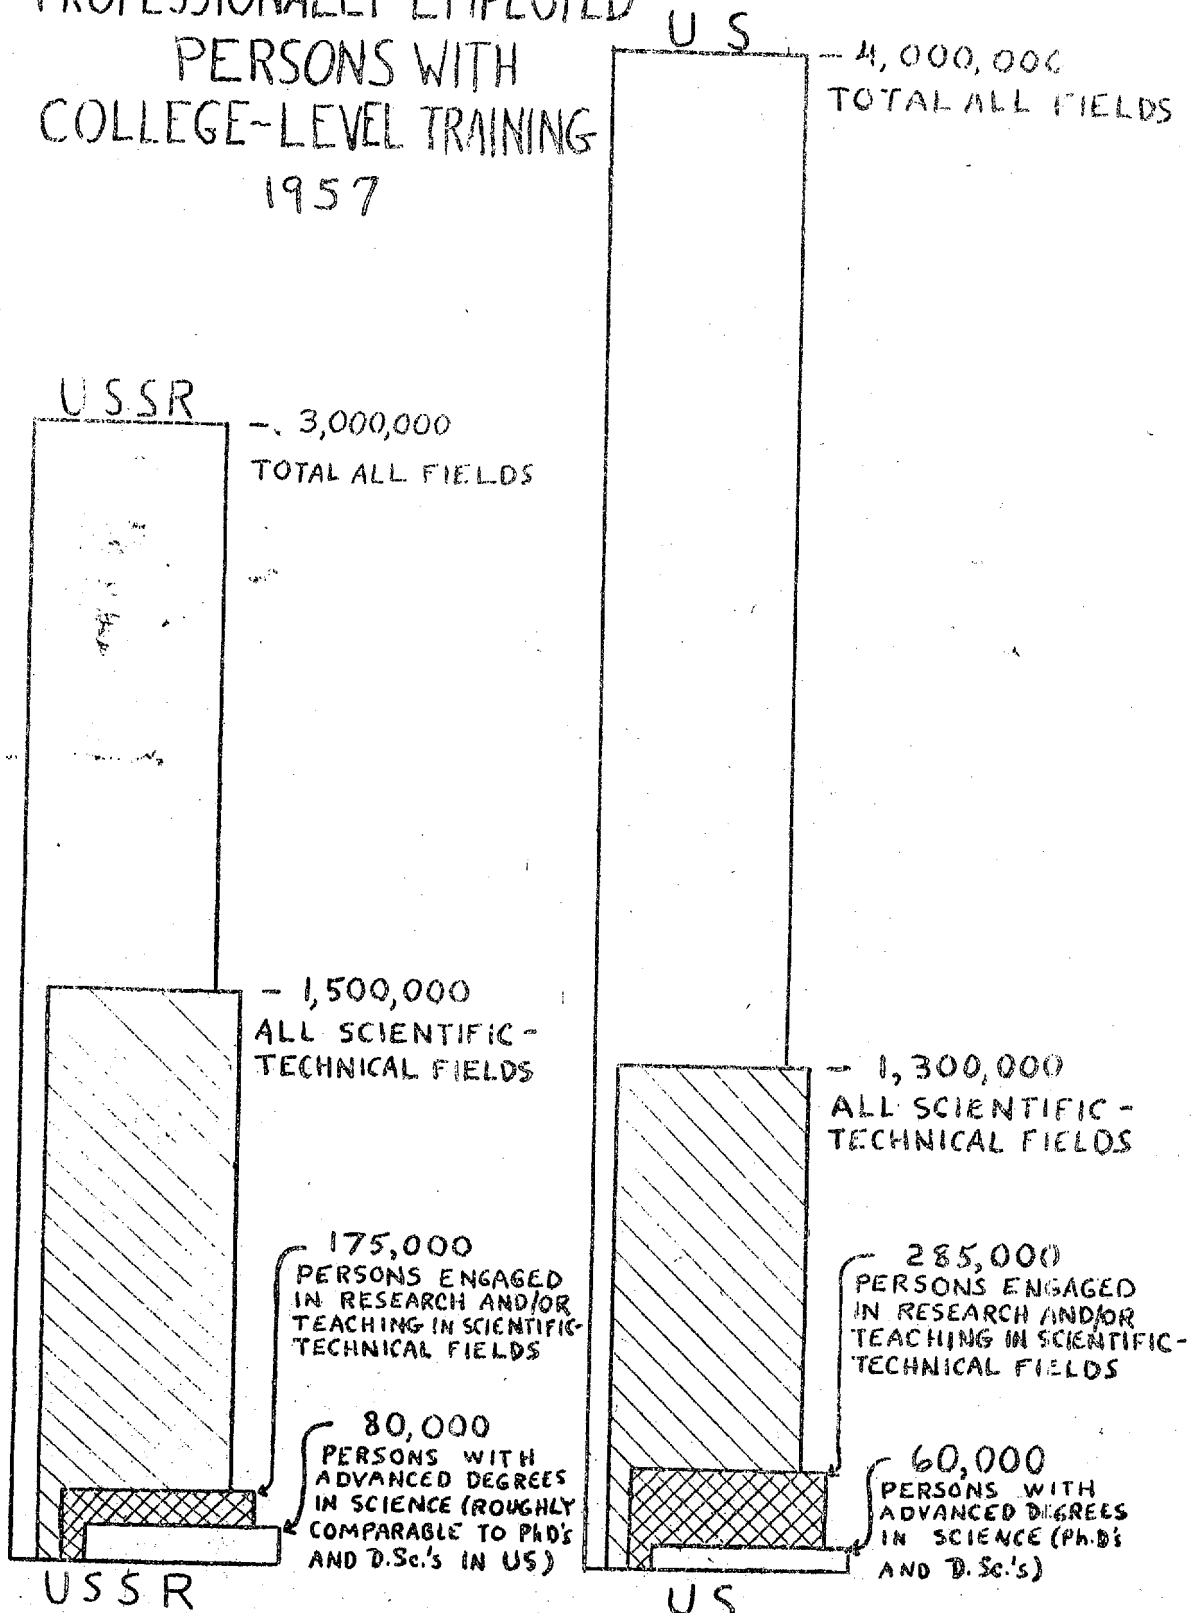 PROFESSIONALLY EMPLOYED
PERSONS WITH
COLLEGE-LEVEL TRAINING
1957
US
4,000,000
TOTAL ALL FIELDS
USSR
3,000,000
TOTAL ALL FIELDS
1,500,000
ALL SCIENTIFIC-
TECHNICAL FIELDS
1,300,000
ALL SCIENTIFIC-
TECHNICAL FIELDS
175,000
PERSONS ENGAGED
IN RESEARCH AND/OR
TEACHING IN SCIENTIFIC-
TECHNICAL FIELDS
285,000
PERSONS ENGAGED
IN RESEARCH AND/OR
TEACHING IN SCIENTIFIC-
TECHNICAL FIELDS
80,000
PERSONS WITH
ADVANCED DEGREES
IN SCIENCE (ROUGHLY
COMPARABLE TO PhD's
AND D.Sc.'s IN US)
60,000
PERSONS WITH
ADVANCED DEGREES
IN SCIENCE (Ph.D's
AND D.Sc.'s)
USSR
US